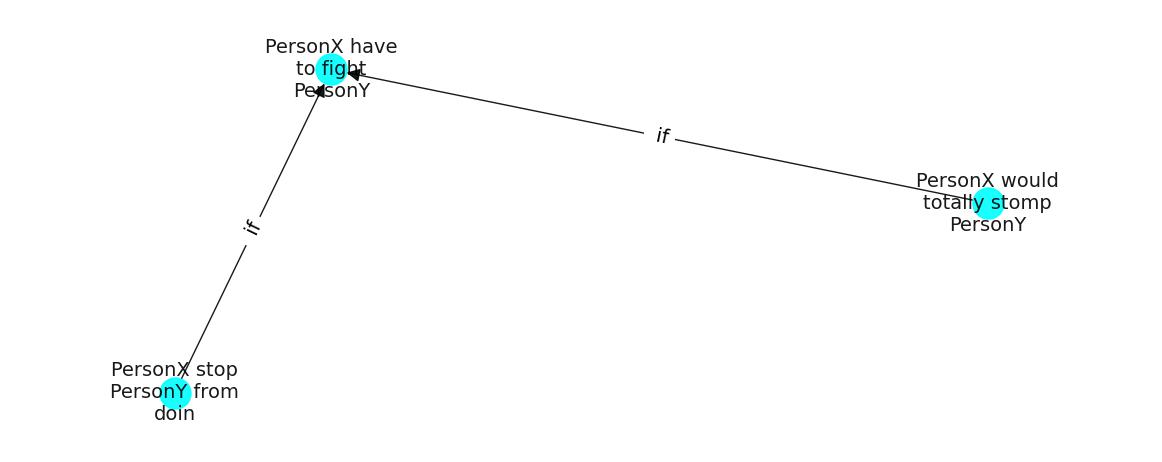 PersonX have
to fight
PersonY
if
PersonX would
totally stomp
PersonY
if
PersonX stop
PersonY from
doin